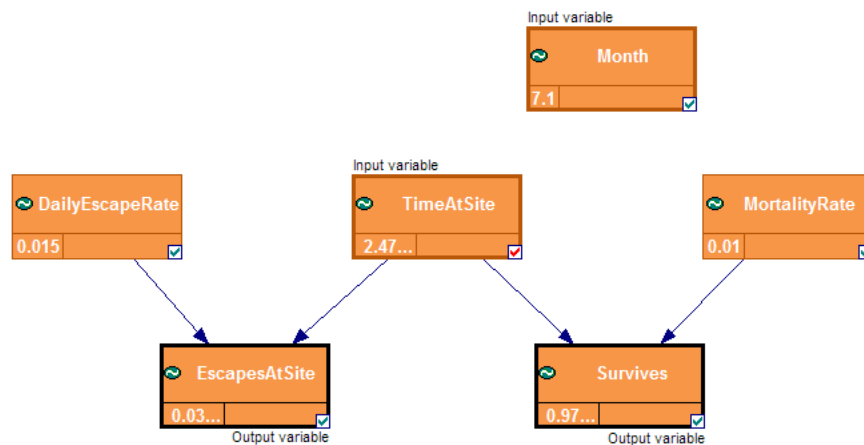 Input variable
Month
7.1
Input variable
DailyEscapeRate
TimeAtSite
MortalityRate
0.015
2.47...
0.01
EscapesAtSite
Survives
0.03...
0.97...
Output variable
Output variable